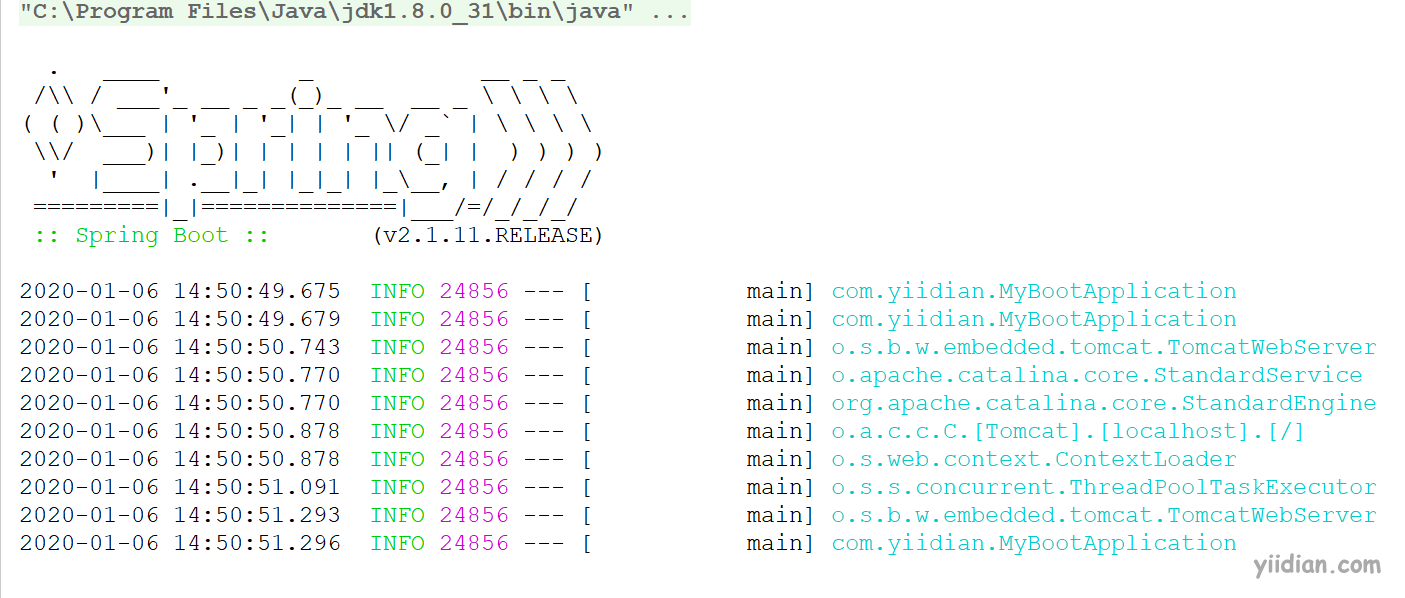 "C:\Program Files\Java\jdk1.8.0_31\bin\java" ...
  .   ____          _            __ _ _
 /\\ / ___'_ __ _ _(_)_ __  __ _ \ \ \ \
( ( )\___ | '_ | '_| | '_ \/ _` | \ \ \ \
 \\/  ___)| |_)| | | | | || (_| |  ) ) ) )
  '  |____| .__|_| |_|_| |_\__, | / / / /
 =========|_|==============|___/=/_/_/_/
 :: Spring Boot ::       (v2.1.11.RELEASE)
2020-01-06 14:50:49.675  INFO 24856 --- [           main] com.yiidian.MyBootApplication
2020-01-06 14:50:49.679  INFO 24856 --- [           main] com.yiidian.MyBootApplication
2020-01-06 14:50:50.743  INFO 24856 --- [           main] o.s.b.w.embedded.tomcat.TomcatWebServer
2020-01-06 14:50:50.770  INFO 24856 --- [           main] o.apache.catalina.core.StandardService
2020-01-06 14:50:50.770  INFO 24856 --- [           main] org.apache.catalina.core.StandardEngine
2020-01-06 14:50:50.878  INFO 24856 --- [           main] o.a.c.c.C.[Tomcat].[localhost].[/]
2020-01-06 14:50:50.878  INFO 24856 --- [           main] o.s.web.context.ContextLoader
2020-01-06 14:50:51.091  INFO 24856 --- [           main] o.s.s.concurrent.ThreadPoolTaskExecutor
2020-01-06 14:50:51.293  INFO 24856 --- [           main] o.s.b.w.embedded.tomcat.TomcatWebServer
2020-01-06 14:50:51.296  INFO 24856 --- [           main] com.yiidian.MyBootApplication
yiidian.com